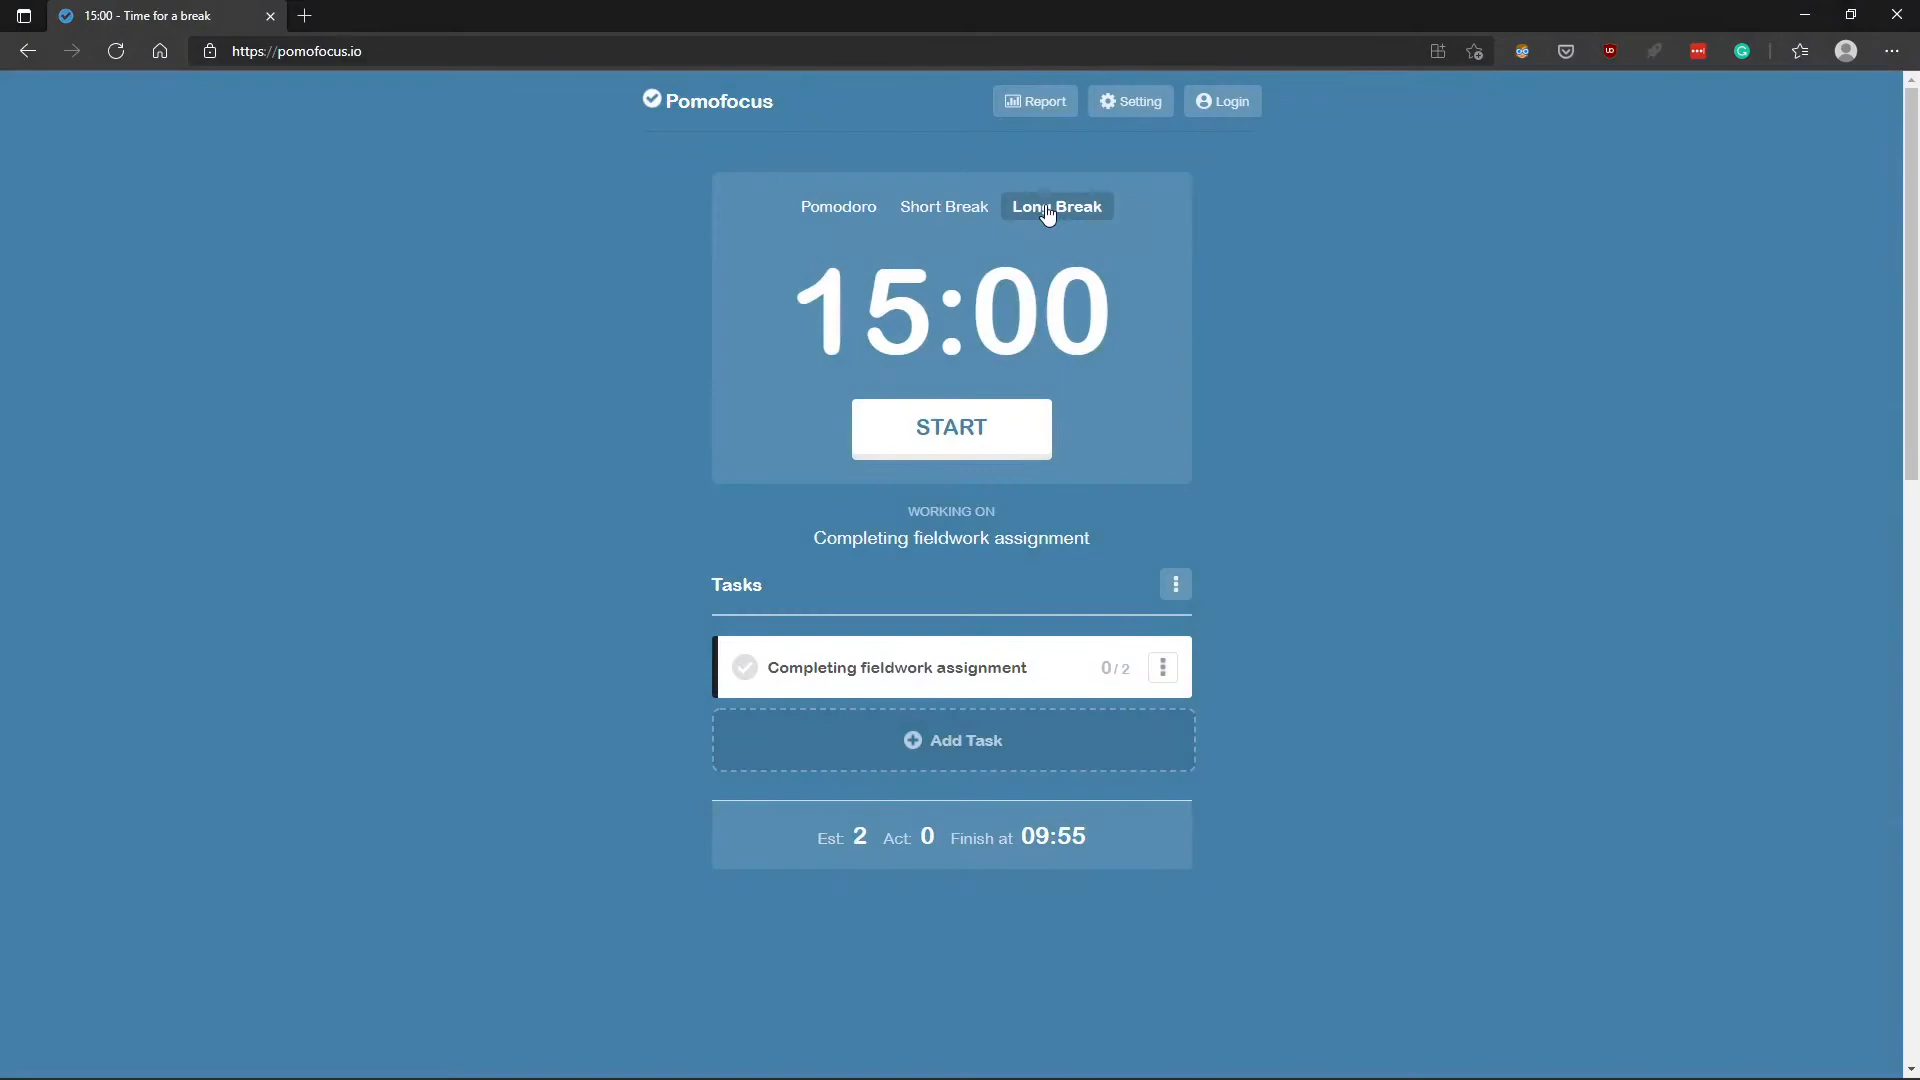 15:00 - Time for a break
https://pomofocus.io
Pomofocus
Report
Setting
Login
Pomodoro
Short Break
Long Break
15:00
START
WORKING ON
Completing fieldwork assignment
Tasks
Completing fieldwork assignment
0/2
Add Task
Est: 2 Act: 0 Finish at 09:55